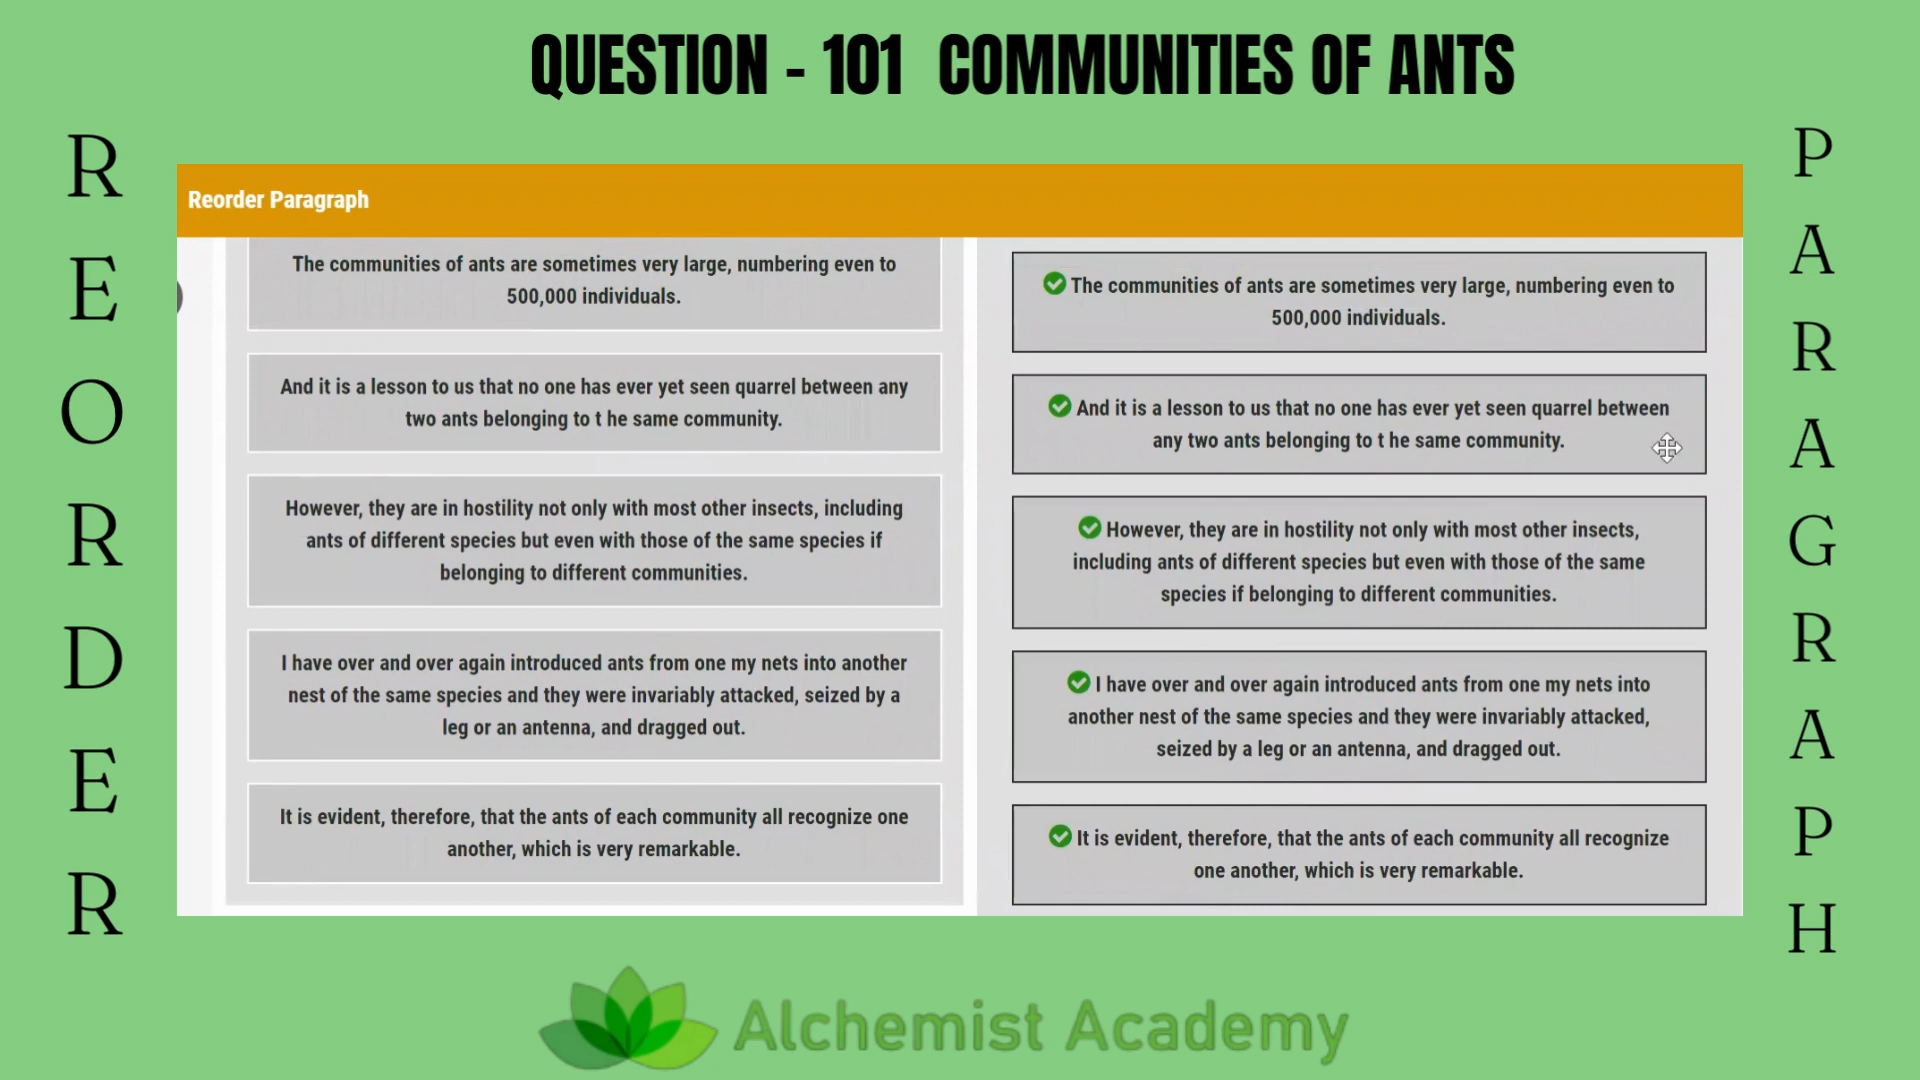 QUESTION - 101 COMMUNITIES OF ANTS
REORDER
Reorder Paragraph
The communities of ants are sometimes very large, numbering even to
500,000 individuals.
And it is a lesson to us that no one has ever yet seen quarrel between any
two ants belonging to t he same community.
However, they are in hostility not only with most other insects, including
ants of different species but even with those of the same species if
belonging to different communities.
I have over and over again introduced ants from one my nets into another
nest of the same species and they were invariably attacked, seized by a
leg or an antenna, and dragged out.
It is evident, therefore, that the ants of each community all recognize one
another, which is very remarkable.
The communities of ants are sometimes very large, numbering even to
500,000 individuals.
And it is a lesson to us that no one has ever yet seen quarrel between
any two ants belonging to t he same community.
However, they are in hostility not only with most other insects,
including ants of different species but even with those of the same
species if belonging to different communities.
I have over and over again introduced ants from one my nets into
another nest of the same species and they were invariably attacked,
seized by a leg or an antenna, and dragged out.
It is evident, therefore, that the ants of each community all recognize
one another, which is very remarkable.
PARAGRAPH
Alchemist Academy